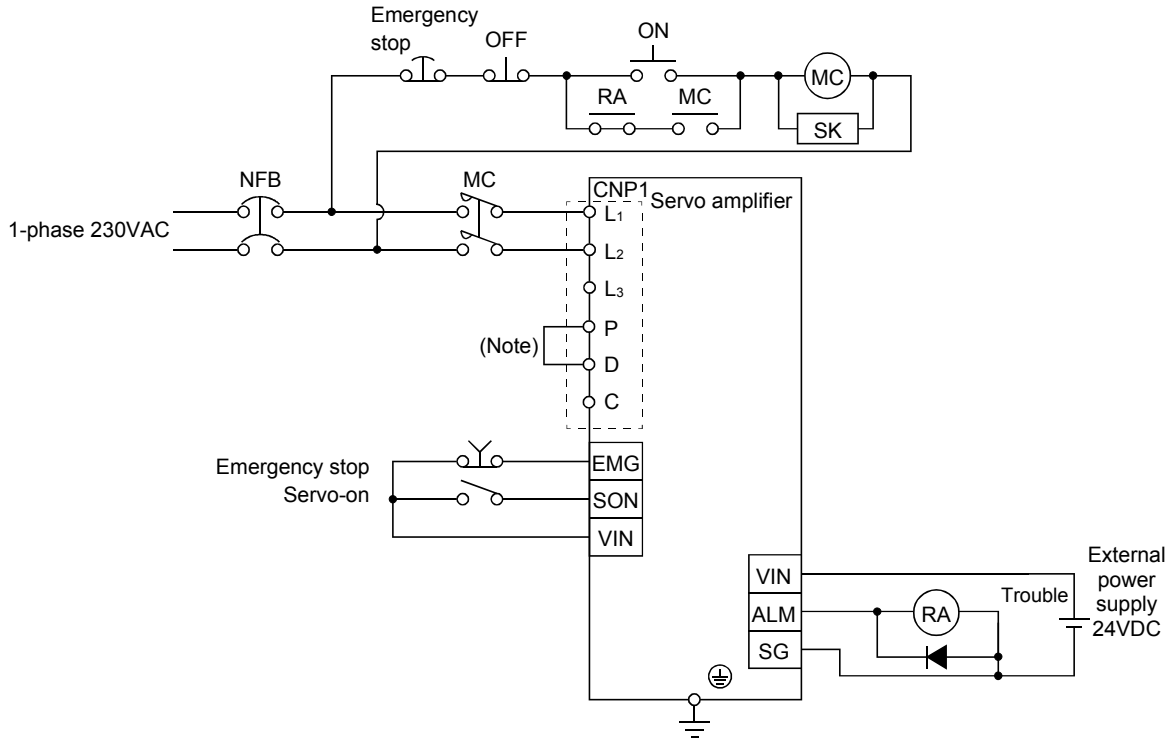 Emergency
stop
OFF
ON
RA
MC
MC
SK
NFB
MC
1-phase 230VAC
CNP1
Servo amplifier
L1
L2
L3
P
(Note)
D
C
Emergency stop
EMG
Servo-on
SON
VIN
VIN
External
power
supply
24VDC
Trouble
ALM
RA
SG